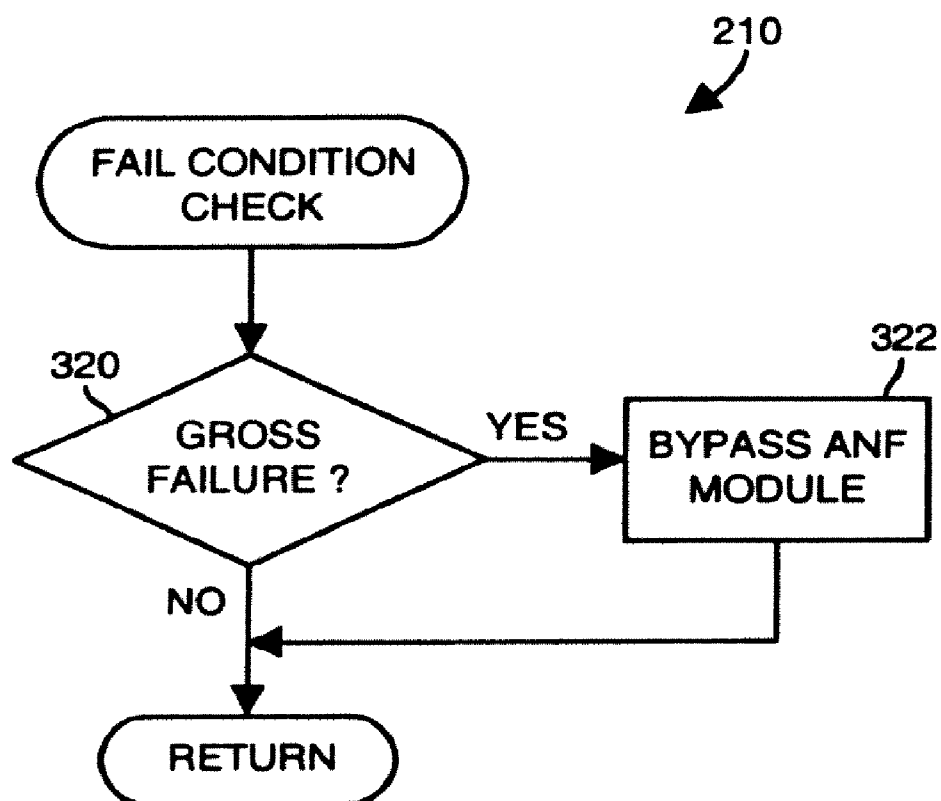 210
FAIL CONDITION
CHECK
320
GROSS
FAILURE ?
YES
322
BYPASS ANF
MODULE
NO
RETURN